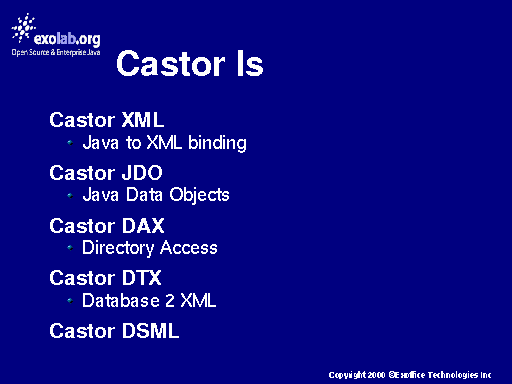 exolab.org
Open Source & Enterprise Java
Castor Is
Castor XML
Java to XML binding
Castor JDO
Java Data Objects
Castor DAX
Directory Access
Castor DTX
Database 2 XML
Castor DSML
Copyright 2000 ©Exoffice Technologies Inc